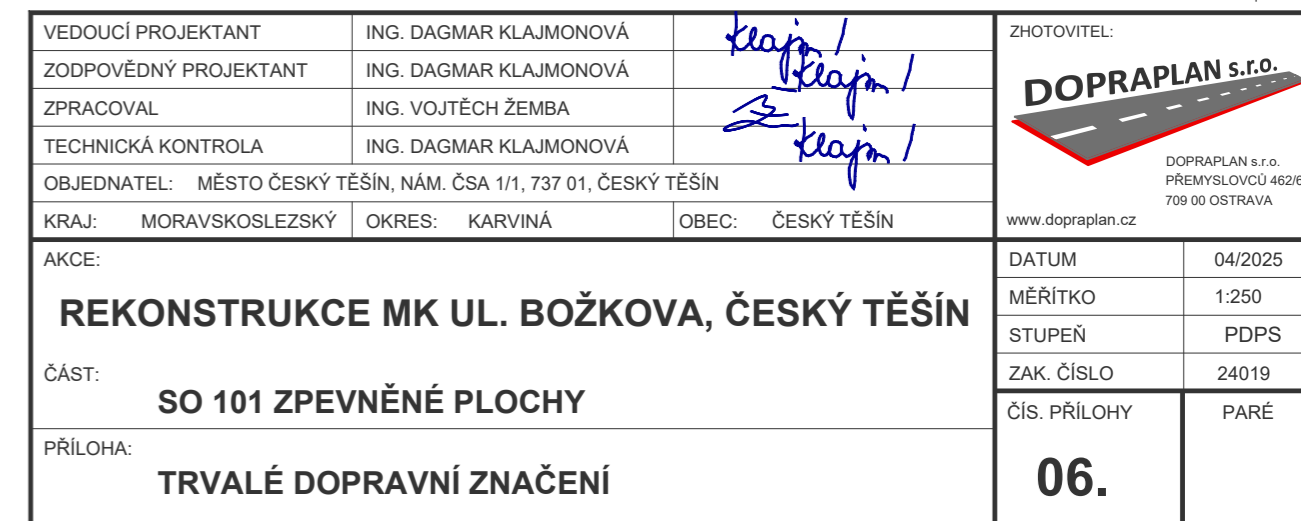 VEDOUCÍ PROJEKTANT ING. DAGMAR KLAJMONOVÁ Klajm
ZODPOVĚDNÝ PROJEKTANT ING. DAGMAR KLAJMONOVÁ Klajm
ZPRACOVAL ING. VOJTĚCH ŽEMBA
TECHNICKÁ KONTROLA ING. DAGMAR KLAJMONOVÁ Klajm
OBJEDNATEL: MĚSTO ČESKÝ TĚŠÍN, NÁM. ČSA 1/1, 737 01, ČESKÝ TĚŠÍN
KRAJ: MORAVSKOSLEZSKÝ OKRES: KARVINÁ OBEC: ČESKÝ TĚŠÍN
ZHOTOVITEL:
DOPRAPLAN s.r.o.
DOPRAPLAN s.r.o.
PŘEMYSLOVCŮ 462/6
709 00 OSTRAVA
www.dopraplan.cz
AKCE:
REKONSTRUKCE MK UL. BOŽKOVA, ČESKÝ TĚŠÍN
ČÁST:
SO 101 ZPEVNĚNÉ PLOCHY
PŘÍLOHA:
TRVALÉ DOPRAVNÍ ZNAČENÍ
DATUM 04/2025
MĚŘÍTKO 1:250
STUPEŇ PDPS
ZAK. ČÍSLO 24019
ČÍS. PŘÍLOHY PARÉ
06.